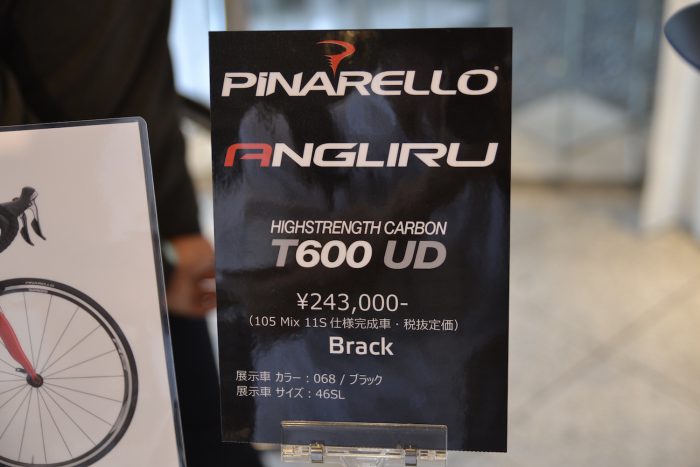 PiNARELLO
ANGLIRU
HIGHSTRENGTH CARBON
T600 UD
¥243,000-
(105 Mix 11S 仕様完成車・税抜定価)
Brack
展示車 カラー：068 / ブラック
展示車 サイズ：46SL
PINARELLO